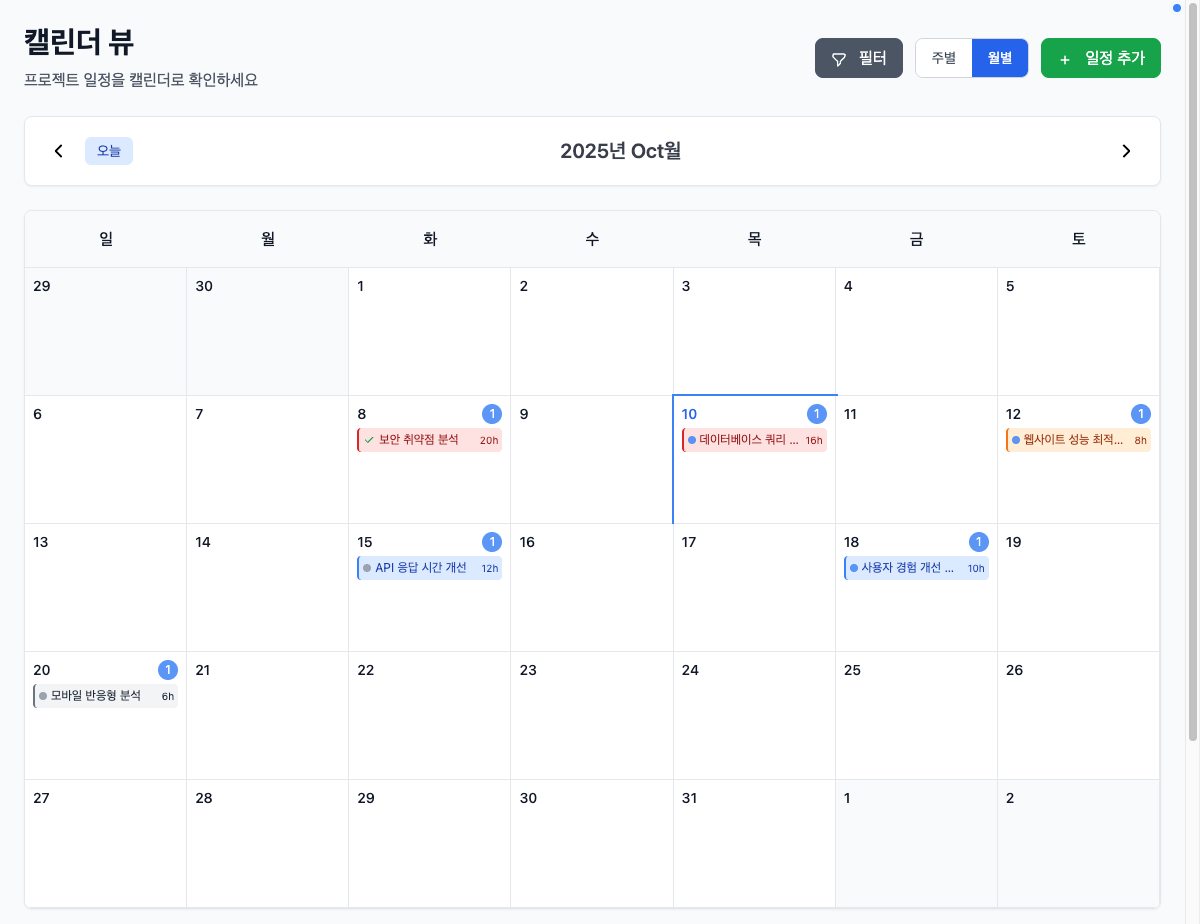 캘린더 뷰
프로젝트 일정을 캘린더로 확인하세요
필터
주별
월별
+ 일정 추가
오늘
2025년 Oct월
일 월 화 수 목 금 토
29 30 1 2 3 4 5
6 7 8 1 9 10 1 11 12 1
보안 취약점 분석 20h
데이터베이스 쿼리 ... 16h
웹사이트 성능 최적... 8h
13 14 15 1 16 17 18 1 19
API 응답 시간 개선 12h
사용자 경험 개선 ... 10h
20 1 21 22 23 24 25 26
모바일 반응형 분석 6h
27 28 29 30 31 1 2